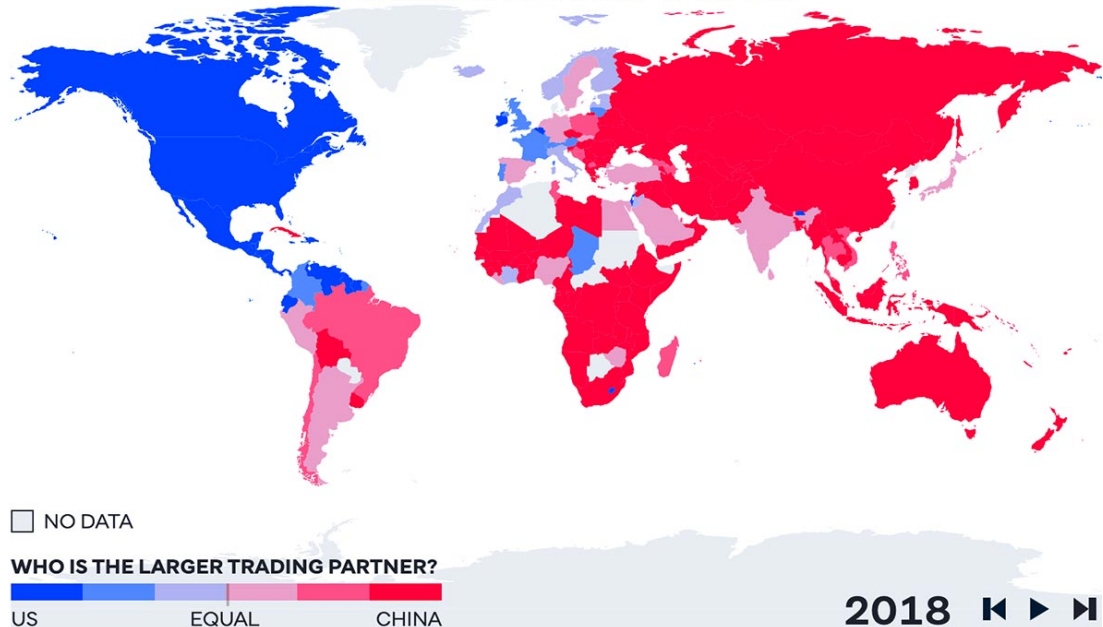 NO DATA
WHO IS THE LARGER TRADING PARTNER?
US EQUAL CHINA
2018